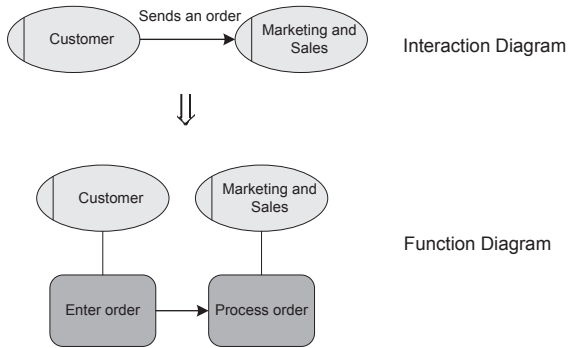 Sends an order
Customer
Marketing and
Sales
Interaction Diagram
Customer
Marketing and
Sales
Function Diagram
Enter order
Process order